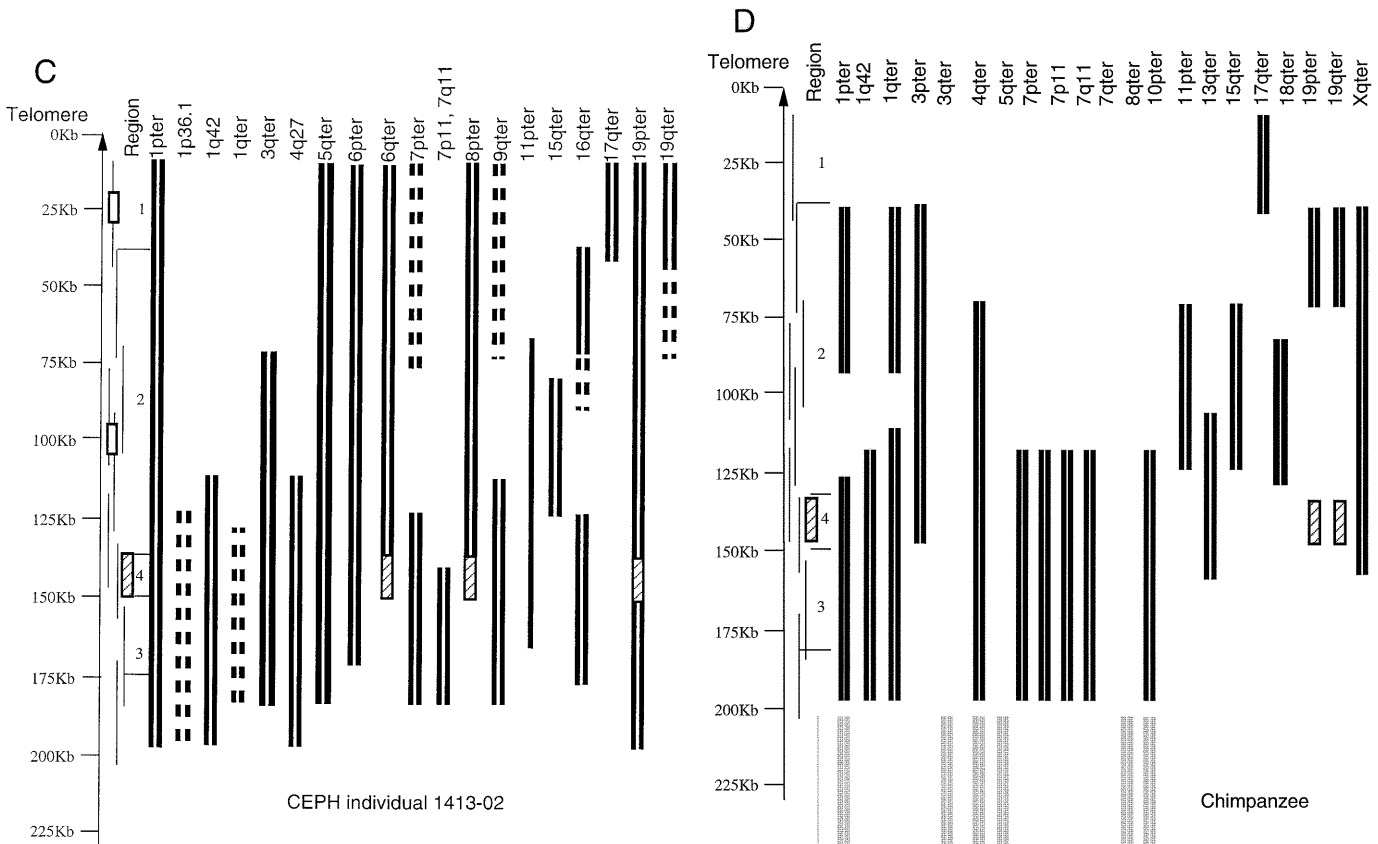 C
Telomere
Region
1pter
1p36.1
1q42
1qter
3qter
4q27
5qter
6pter
6qter
7pter
7p11, 7q11
8pter
9qter
11pter
15qter
16qter
17qter
19pter
19qter
0Kb
25Kb
50Kb
75Kb
100Kb
125Kb
150Kb
175Kb
200Kb
225Kb
1
2
4
3
CEPH individual 1413-02
D
Telomere
Region
1pter
1q42
1qter
3pter
3qter
4qter
5qter
7pter
7p11
7q11
7qter
8qter
10pter
11pter
13qter
15qter
17qter
18qter
19pter
19qter
Xqter
0Kb
25Kb
50Kb
75Kb
100Kb
125Kb
150Kb
175Kb
200Kb
225Kb
1
2
4
3
Chimpanzee